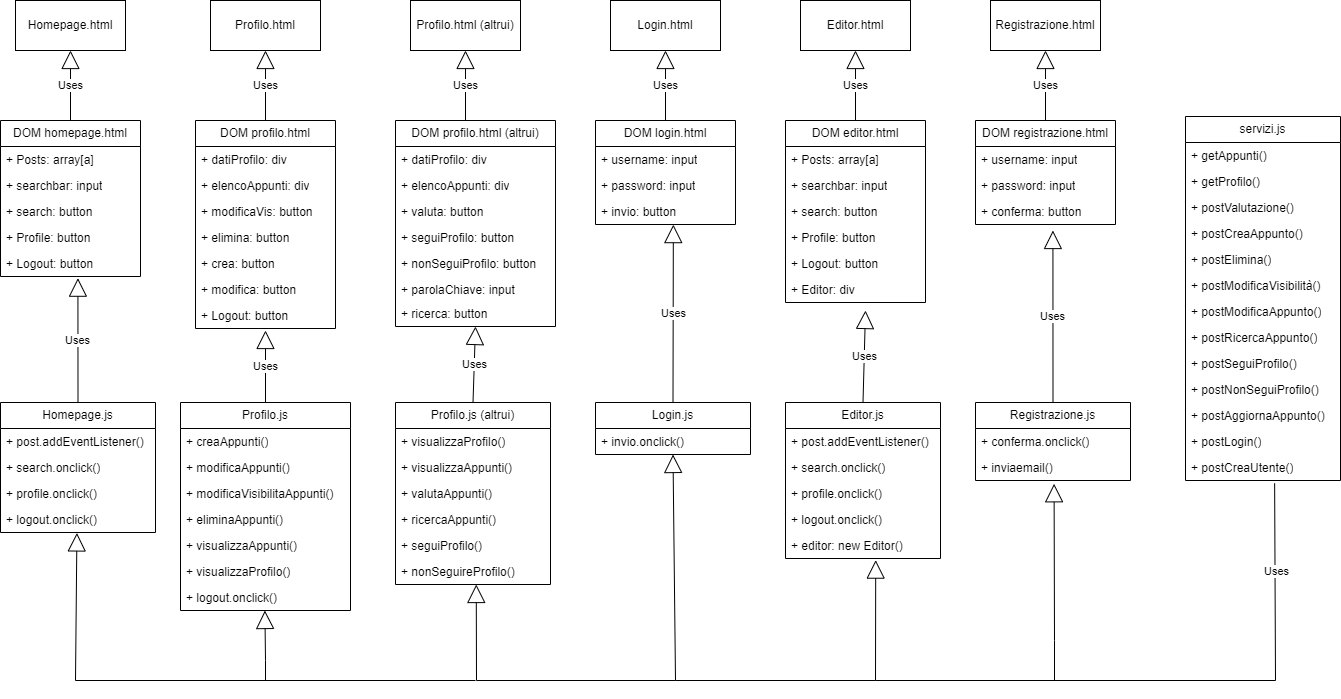 Homepage.html
Profilo.html
Profilo.html (altrui)
Login.html
Editor.html
Registrazione.html
Uses
Uses
Uses
Uses
Uses
Uses
DOM homepage.html
+ Posts: array[a]
+ searchbar: input
+ search: button
+ Profile: button
+ Logout: button
DOM profilo.html
+ datiProfilo: div
+ elencoAppunti: div
+ modificaVis: button
+ elimina: button
+ crea: button
+ modifica: button
+ Logout: button
DOM profilo.html (altrui)
+ datiProfilo: div
+ elencoAppunti: div
+ valuta: button
+ seguiProfilo: button
+ nonSeguiProfilo: button
+ parolaChiave: input
+ ricerca: button
DOM login.html
+ username: input
+ password: input
+ invio: button
DOM editor.html
+ Posts: array[a]
+ searchbar: input
+ search: button
+ Profile: button
+ Logout: button
+ Editor: div
DOM registrazione.html
+ username: input
+ password: input
+ conferma: button
servizi.js
+ getAppunti()
+ getProfilo()
+ postValutazione()
+ postCreaAppunto()
+ postElimina()
+ postModificaVisibilità()
+ postModificaAppunto()
+ postRicercaAppunto()
+ postSeguiProfilo()
+ postNonSeguiProfilo()
+ postAggiornaAppunto()
+ postLogin()
+ postCreaUtente()
Uses
Uses
Uses
Uses
Uses
Uses
Homepage.js
+ post.addEventListener()
+ search.onclick()
+ profile.onclick()
+ logout.onclick()
Profilo.js
+ creaAppunti()
+ modificaAppunti()
+ modificaVisibilitaAppunti()
+ eliminaAppunti()
+ visualizzaAppunti()
+ visualizzaProfilo()
+ logout.onclick()
Profilo.js (altrui)
+ visualizzaProfilo()
+ visualizzaAppunti()
+ valutaAppunti()
+ ricercaAppunti()
+ seguiProfilo()
+ nonSeguireProfilo()
Login.js
+ invio.onclick()
Editor.js
+ post.addEventListener()
+ search.onclick()
+ profile.onclick()
+ logout.onclick()
+ editor: new Editor()
Registrazione.js
+ conferma.onclick()
+ inviaemail()
Uses